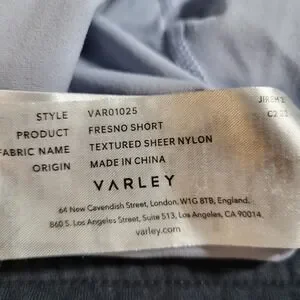 STYLE VAR01025
PRODUCT FRESNO SHORT
FABRIC NAME TEXTURED SHEER NYLON
ORIGIN MADE IN CHINA
VARLEY
64 New Cavendish Street, London, W1G 8TB, England.
860 S. Los Angeles Street, Suite 513, Los Angeles, CA 90014.
varley.com